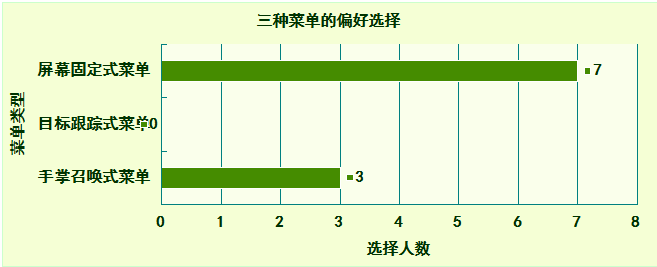 三种菜单的偏好选择
菜单类型
屏幕固定式菜单
7
目标跟踪式菜单
0
手掌召唤式菜单
3
0 1 2 3 4 5 6 7 8
选择人数